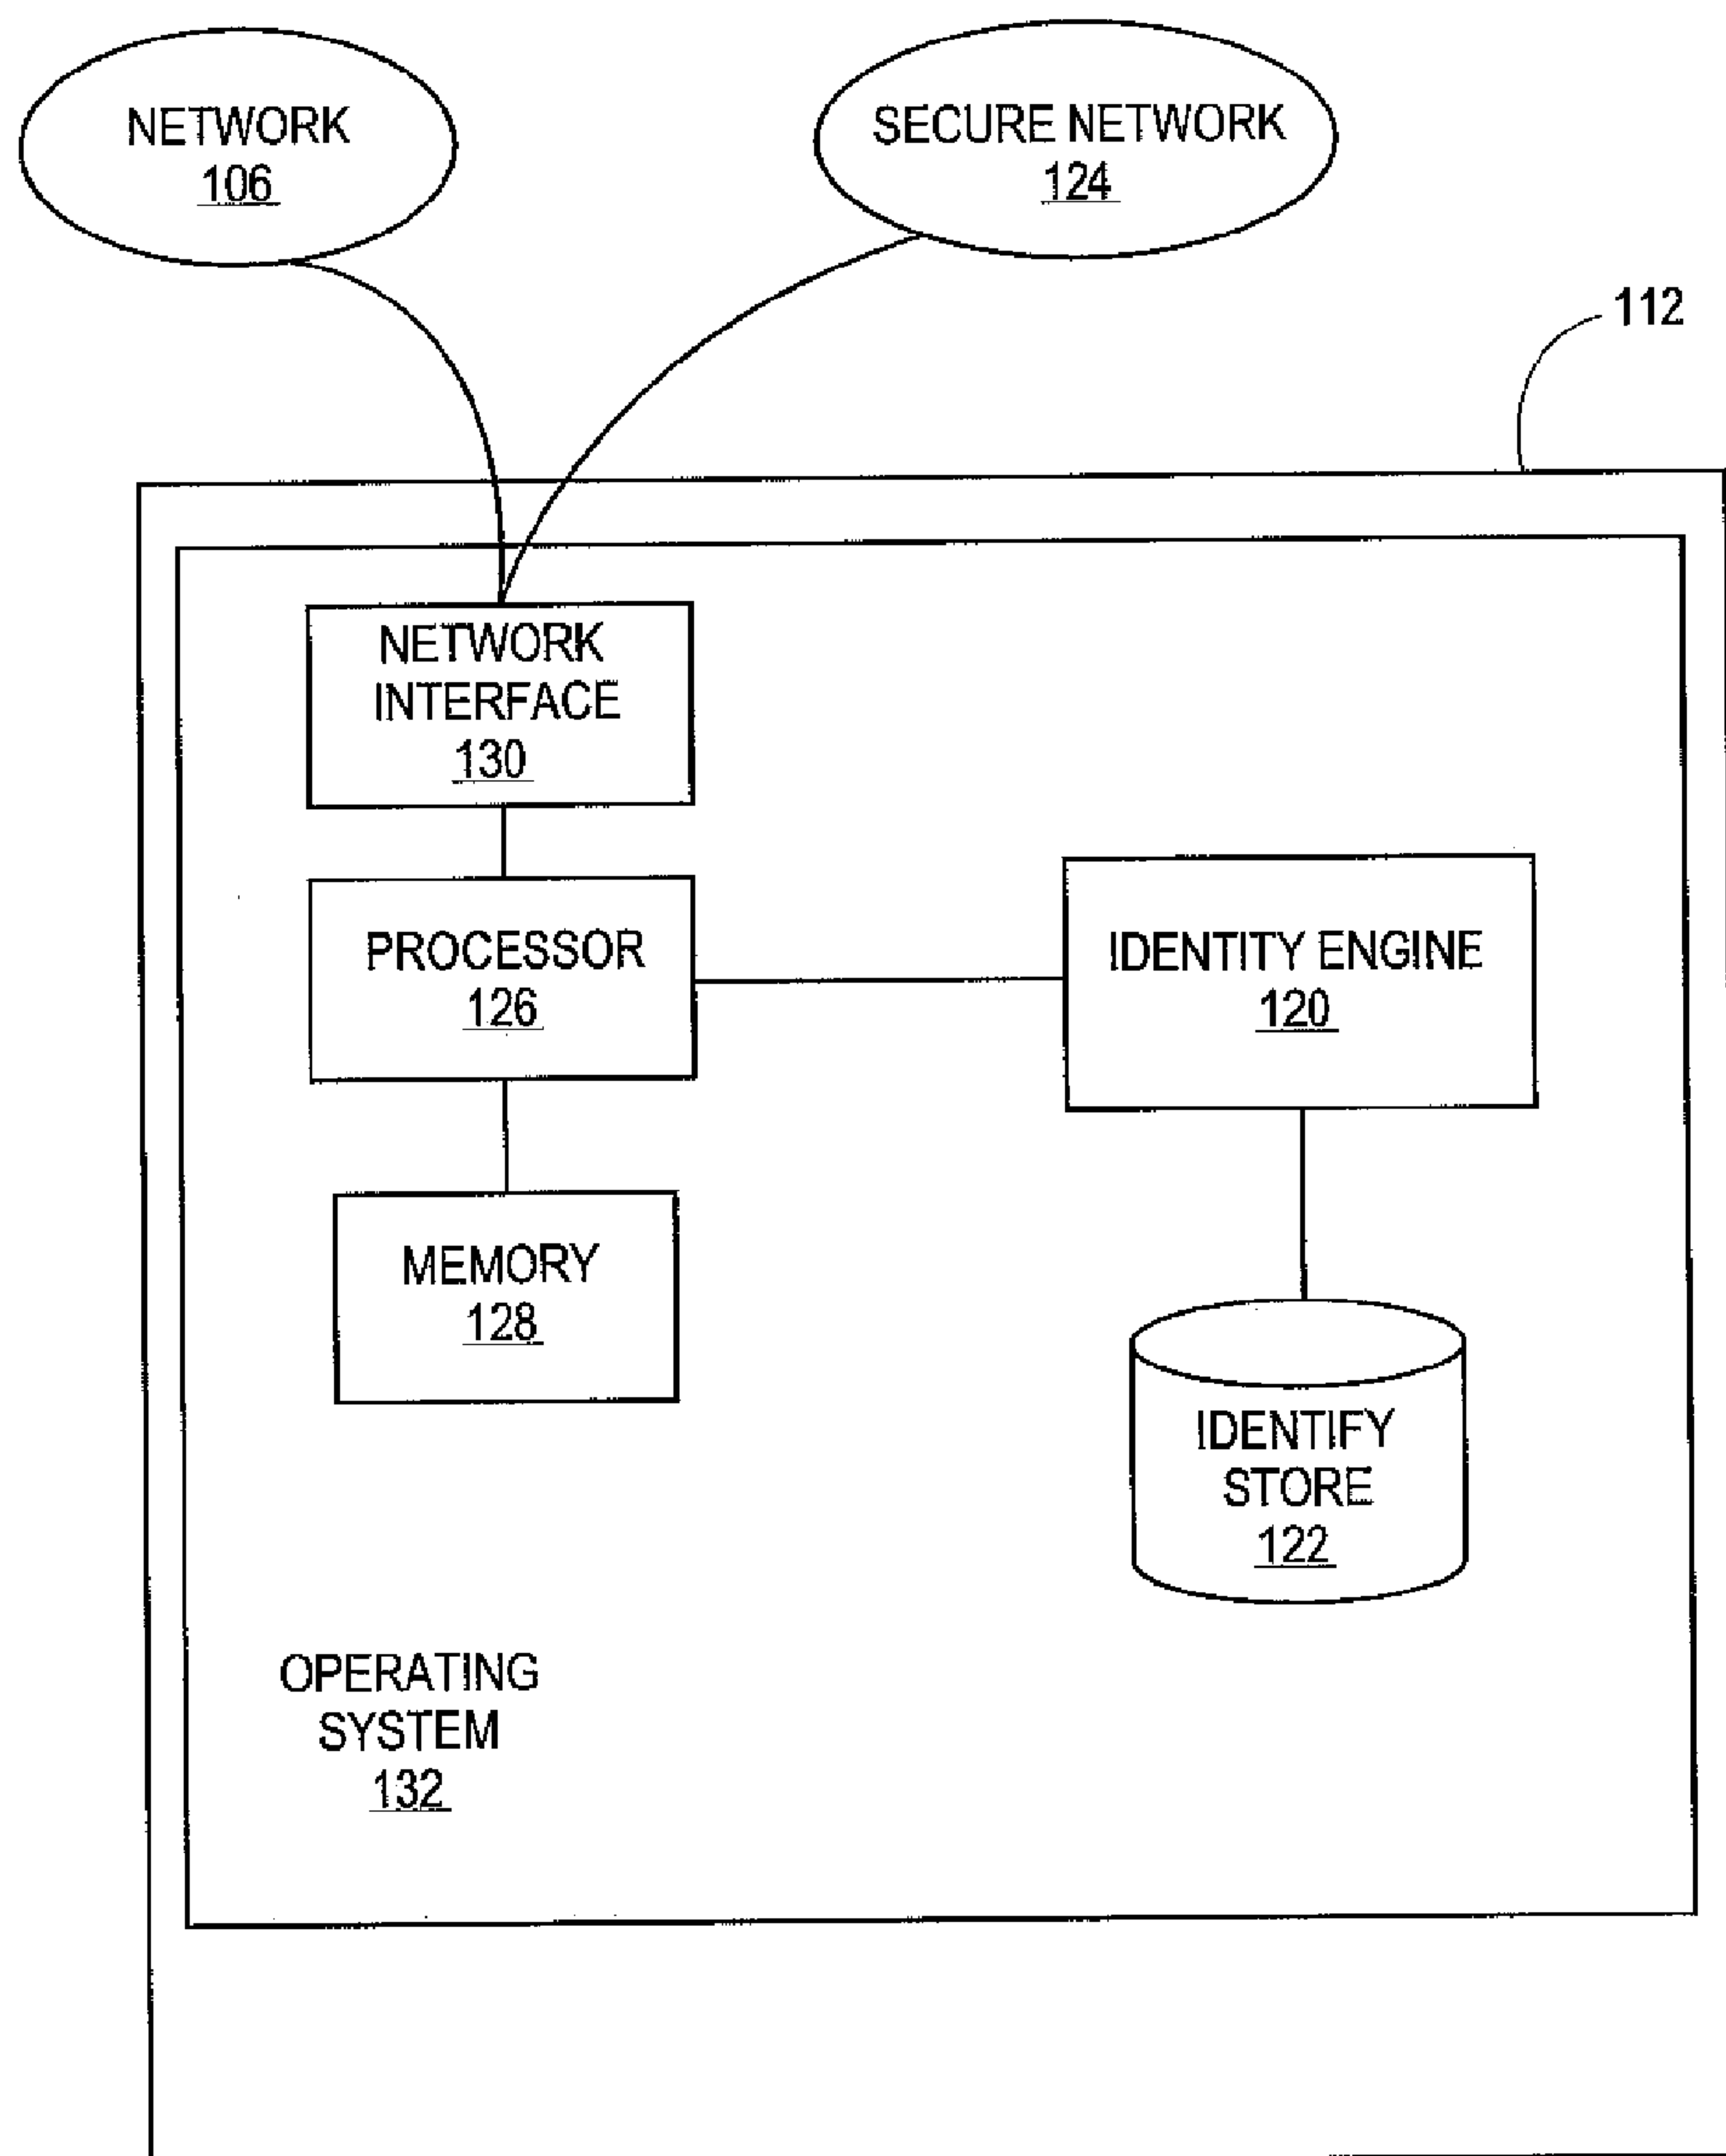 NETWORK
106
SECURE NETWORK
124
112
NETWORK
INTERFACE
130
PROCESSOR
126
IDENTITY ENGINE
120
MEMORY
128
IDENTIFY
STORE
122
OPERATING
SYSTEM
132